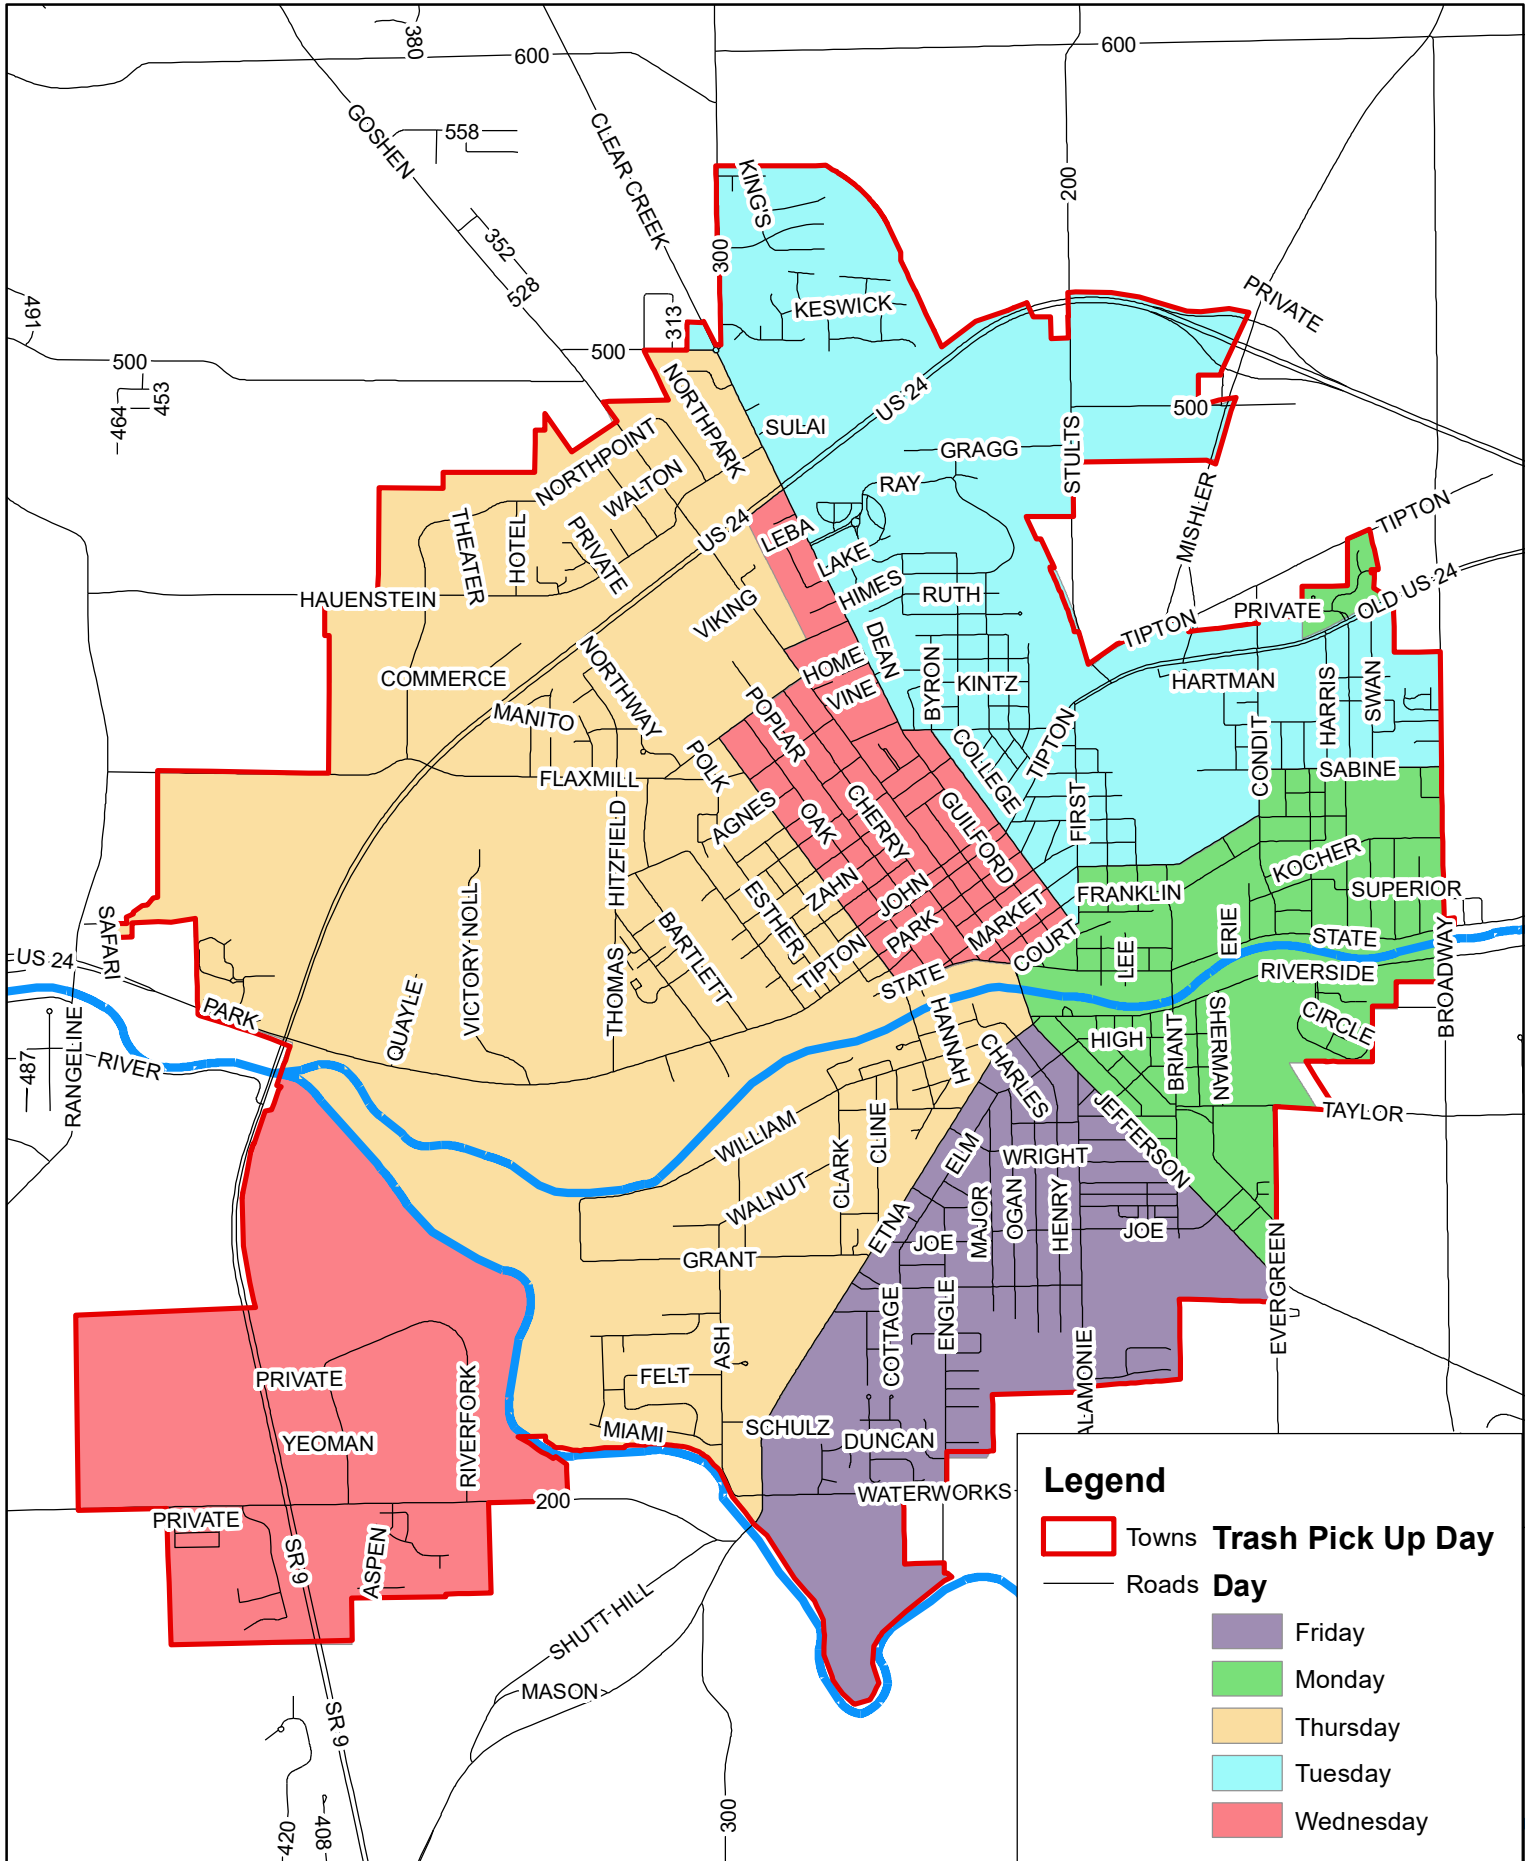 380
600
600
GOSHEN
558
CLEAR CREEK
KING'S
200
352
528
300
PRIVATE
491
313
KESWICK
500
500
453
464
NORTHPARK
US 24
500
SULAI
STULTS
GRAGG
NORTHPOINT
WALTON
RAY
MISHLER
TIPTON
THEATER
HOTEL
PRIVATE
US 24
LEBA
LAKE
HIMES
RUTH
HAUENSTEIN
VIKING
PRIVATE
OLD US 24
TIPTON
DEAN
HOME
BYRON
KINTZ
COMMERCE
NORTHWAY
VINE
HARTMAN
HARRIS
SWAN
MANITO
POPLAR
COLLEGE
TIPTON
CONDIT
FLAXMILL
POLK
SABINE
AGNES
OAK
CHERRY
GUILFORD
FIRST
HITZFIELD
KOCHER
ZAHN
JOHN
FRANKLIN
SUPERIOR
SAFARI
VICTORY NOLL
BARTLETT
ESTHER
PARK
MARKET
COURT
LEE
ERIE
STATE
BROADWAY
US 24
TIPTON
STATE
RIVERSIDE
THOMAS
QUAYLE
PARK
HANNAH
HIGH
BRIANT
SHERMAN
CIRCLE
RANGELINE
487
RIVER
CHARLES
JEFFERSON
TAYLOR
WILLIAM
CLARK
CLINE
ELM
WRIGHT
WALNUT
MAJOR
OGAN
HENRY
ETNA
JOE
JOE
GRANT
EVERGREEN
COTTAGE
ENGLE
ASH
PRIVATE
RIVERFORK
FELT
ALAMONIE
MIAMI
SCHULZ
YEOMAN
DUNCAN
200
WATERWORKS
PRIVATE
SR 9
ASPEN
SHUTT HILL
MASON
SR 9
300
420
408
Legend
Towns
Trash Pick Up Day
Roads
Day
Friday
Monday
Thursday
Tuesday
Wednesday